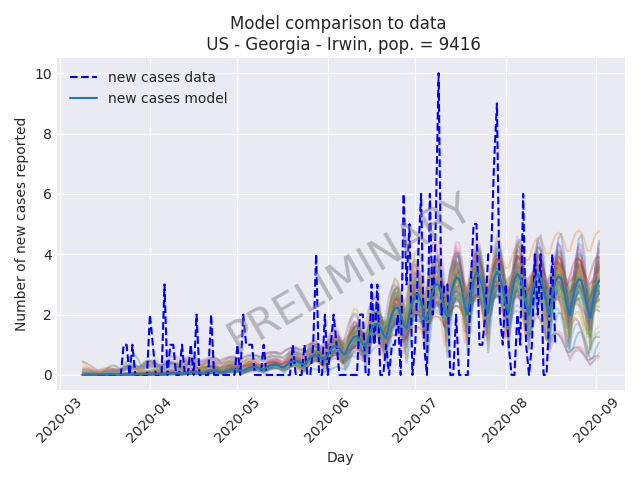 Model comparison to data
US - Georgia - Irwin, pop. = 9416
new cases data
new cases model
PRELIMINARY
Number of new cases reported
10
8
6
4
2
0
2020-03
2020-04
2020-05
2020-06
2020-07
2020-08
2020-09
Day